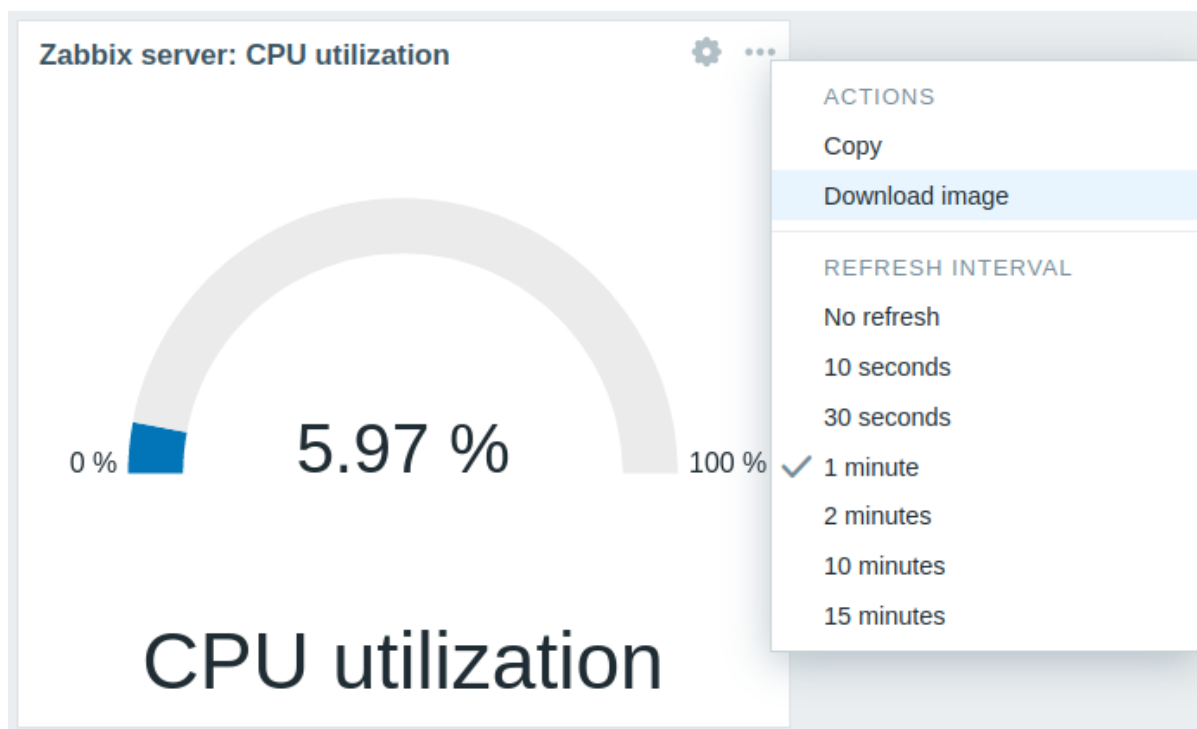 Zabbix server: CPU utilization
0 %
5.97 %
100 %
CPU utilization
ACTIONS
Copy
Download image
REFRESH INTERVAL
No refresh
10 seconds
30 seconds
1 minute
2 minutes
10 minutes
15 minutes